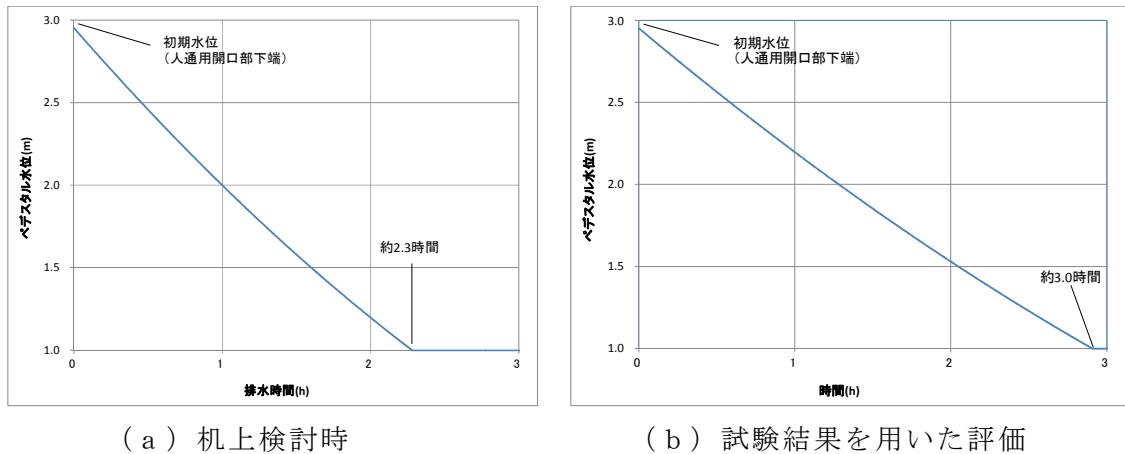 3.0
2.5
2.0
1.5
1.0
ペデスタル水位(m)
初期水位
（人通用開口部下端）
約2.3時間
0
1
2
3
排水時間(h)
（ａ）机上検討時
3.0
2.5
2.0
1.5
1.0
ペデスタル水位(m)
初期水位
（人通用開口部下端）
約3.0時間
0
1
2
3
時間(h)
（ｂ）試験結果を用いた評価